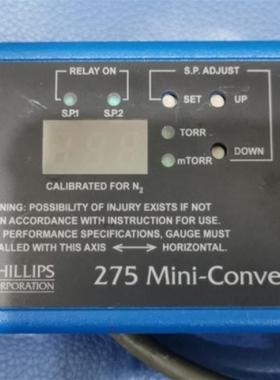 RELAY ON
S.P. ADJUST
S.P.1 S.P.2
SET UP
TORR
mTORR
DOWN
CALIBRATED FOR N2
NING: POSSIBILITY OF INJURY EXISTS IF NOT
IN ACCORDANCE WITH INSTRUCTION FOR USE.
PERFORMANCE SPECIFICATIONS, GAUGE MUST
ALLED WITH THIS AXIS HORIZONTAL.
HILLIPS
ORPORATION
275 Mini-Conve